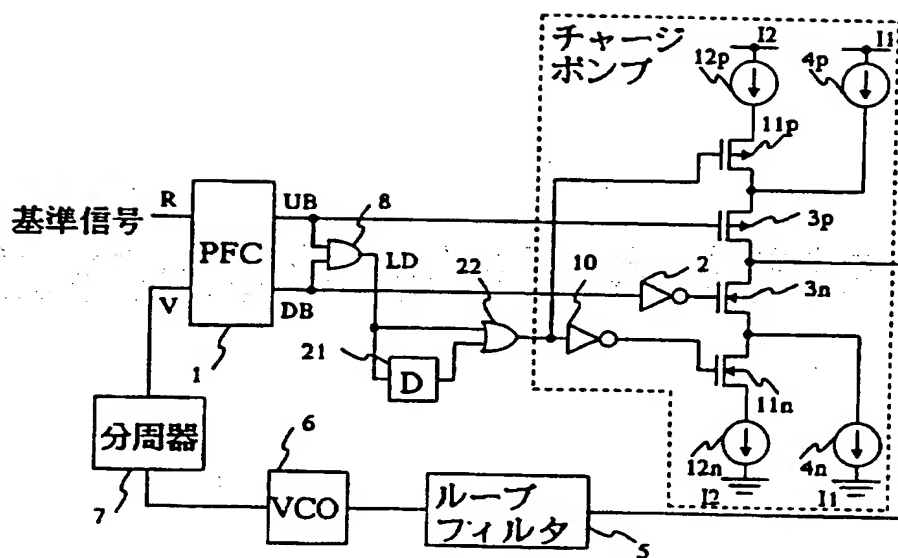 チャージ
ポンプ
I2
I1
12p
4p
11p
基準信号
R
PFC
UB
8
3p
LD
22
10
2
3n
V
DB
1
21
D
11n
分周器
7
6
VCO
ループ
フィルタ
5
12n
4n
I2
I1